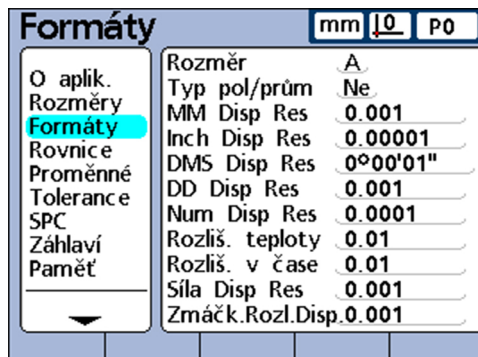 Formáty mm 0 P0
O aplik.
Rozměry
Formáty
Rovnice
Proměnné
Tolerance
SPC
Záhlaví
Paměť
Rozměr A
Typ pol/prům Ne
MM Disp Res 0.001
Inch Disp Res 0.00001
DMS Disp Res 0°00'01"
DD Disp Res 0.001
Num Disp Res 0.0001
Rozliš. teploty 0.01
Rozliš. v čase 0.01
Síla Disp Res 0.001
Zmáčk.Rozl.Disp. 0.001